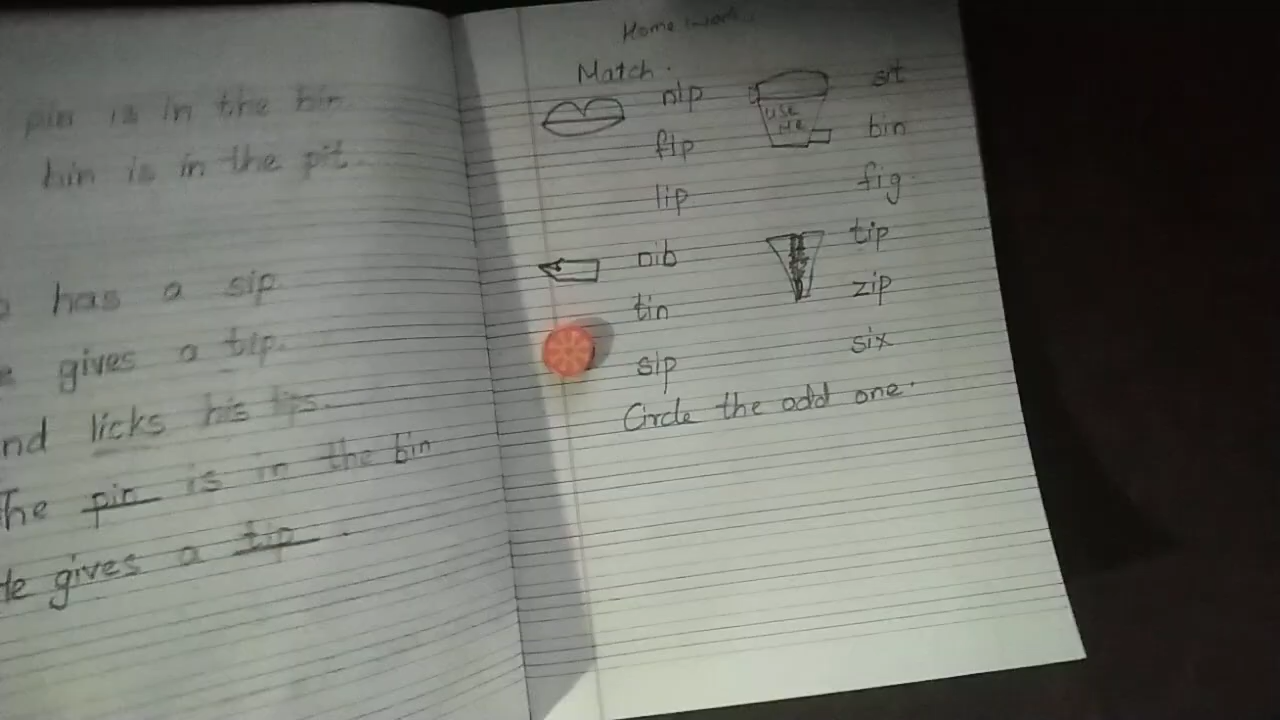 pin is in the bin
bin is in the pit.
has a sip
gives a tip.
nd licks his lips.
The pin is in the bin
He gives a tip.
Home work..
Match.
nip
flp
lip
nib
tin
sip
USE
ME
sit
bin
fig.
tip
zip
six
Circle the odd one.